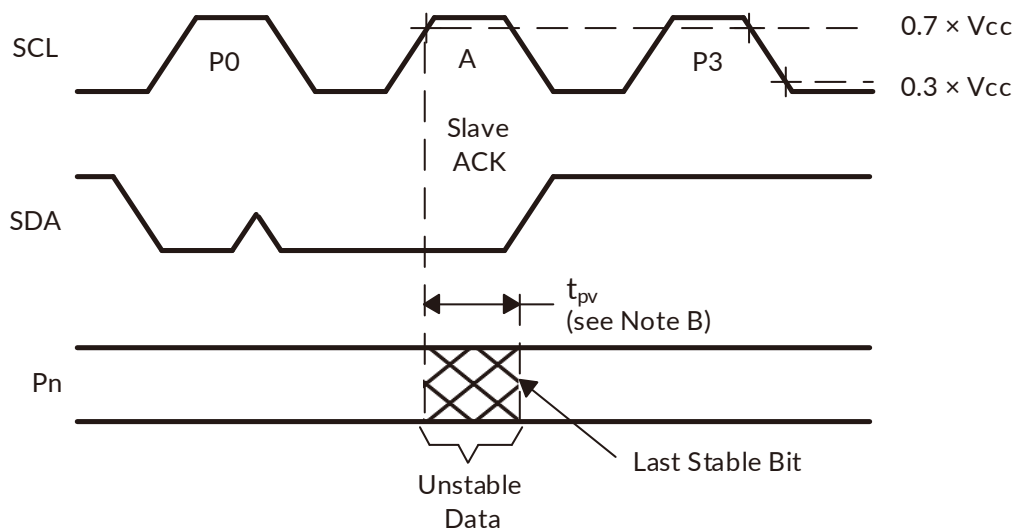 SCL
P0
A
P3
0.7 × Vcc
0.3 × Vcc
Slave
ACK
SDA
tpv
(see Note B)
Pn
Last Stable Bit
Unstable
Data